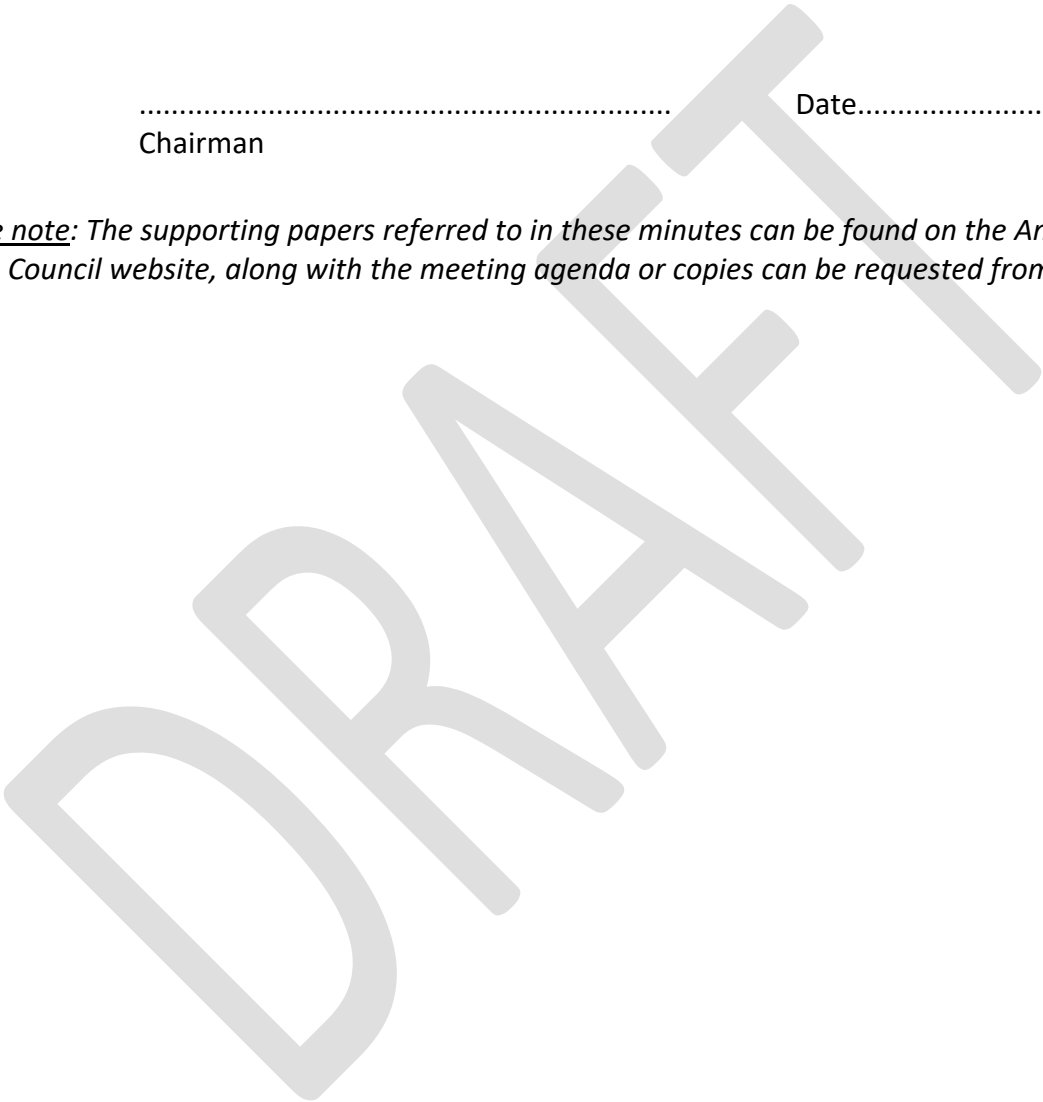 ................................................................... Date.......................
Chairman
note: The supporting papers referred to in these minutes can be found on the
Council website, along with the meeting agenda or copies can be requested from
DRAFT